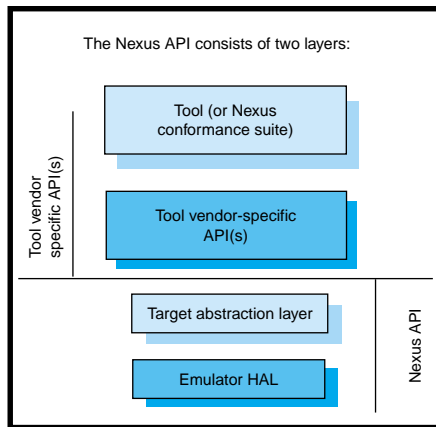 The Nexus API consists of two layers:
Tool (or Nexus
conformance suite)
Tool vendor
specific API(s)
Tool vendor-specific
API(s)
Target abstraction layer
Nexus API
Emulator HAL